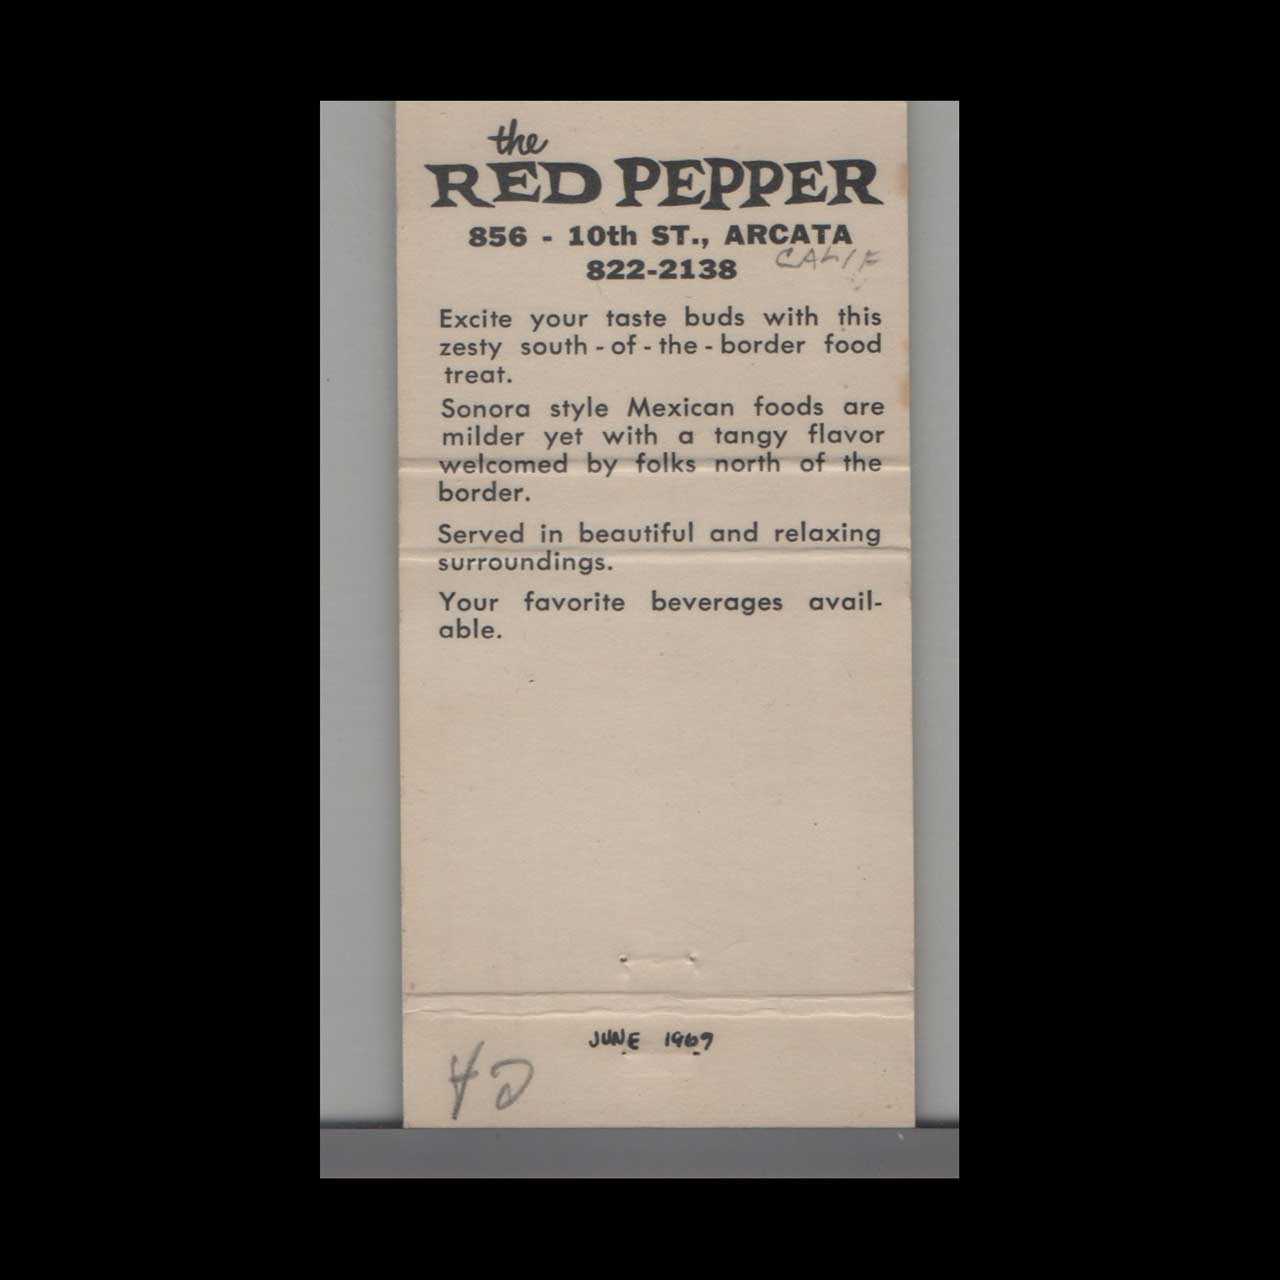 the
RED PEPPER
856 - 10th ST., ARCATA
822-2138 CALIF
Excite your taste buds with this
zesty south - of - the - border food
treat.
Sonora style Mexican foods are
milder yet with a tangy flavor
welcomed by folks north of the
border.
Served in beautiful and relaxing
surroundings.
Your favorite beverages avail-
able.
JUNE 1969